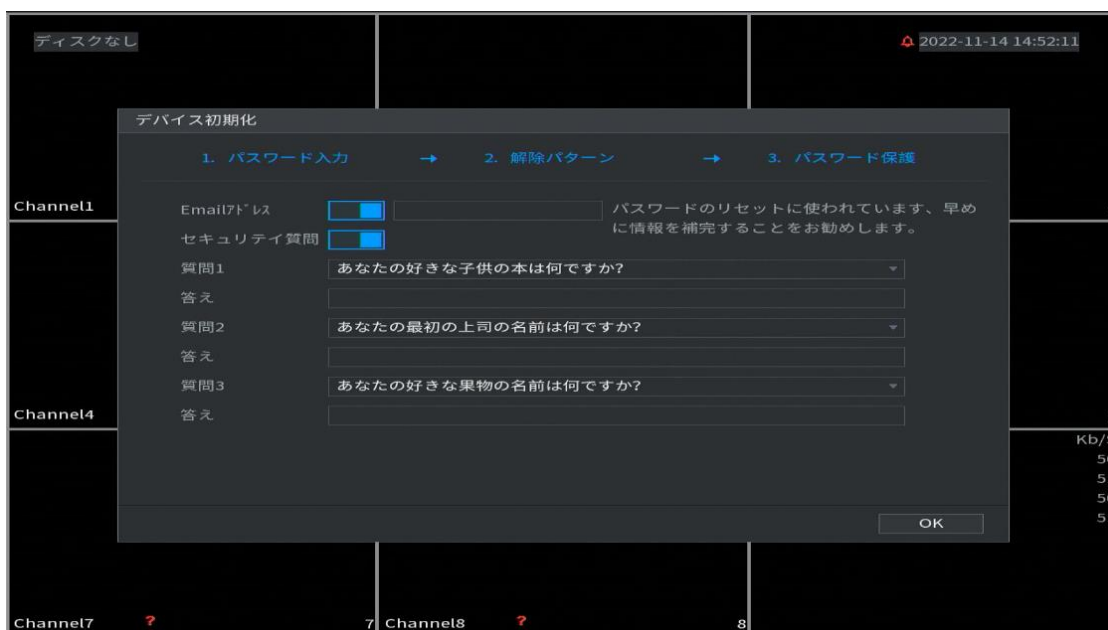 ディスクなし
2022-11-14 14:52:11
デバイス初期化
1. パスワード入力 → 2. 解除パターン → 3. パスワード保護
Channel1
Emailｱﾄﾞﾚｽ
パスワードのリセットに使われています、早め
に情報を補完することをお勧めします。
セキュリテイ質問
質問1 あなたの好きな子供の本は何ですか?
答え
質問2 あなたの最初の上司の名前は何ですか?
答え
質問3 あなたの好きな果物の名前は何ですか?
Channel4
答え
Kb/
5
5
OK
Channel7 ? 7
Channel8 ? 8